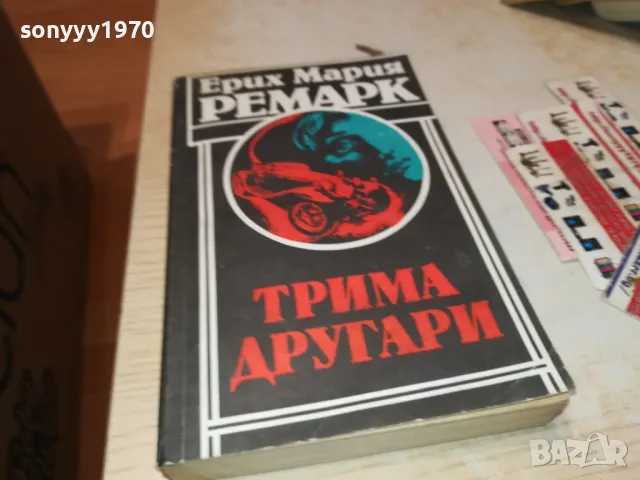 sonyyy1970
Ерих Мария
РЕМАРК
ТРИМА
ДРУГАРИ
BAZAR